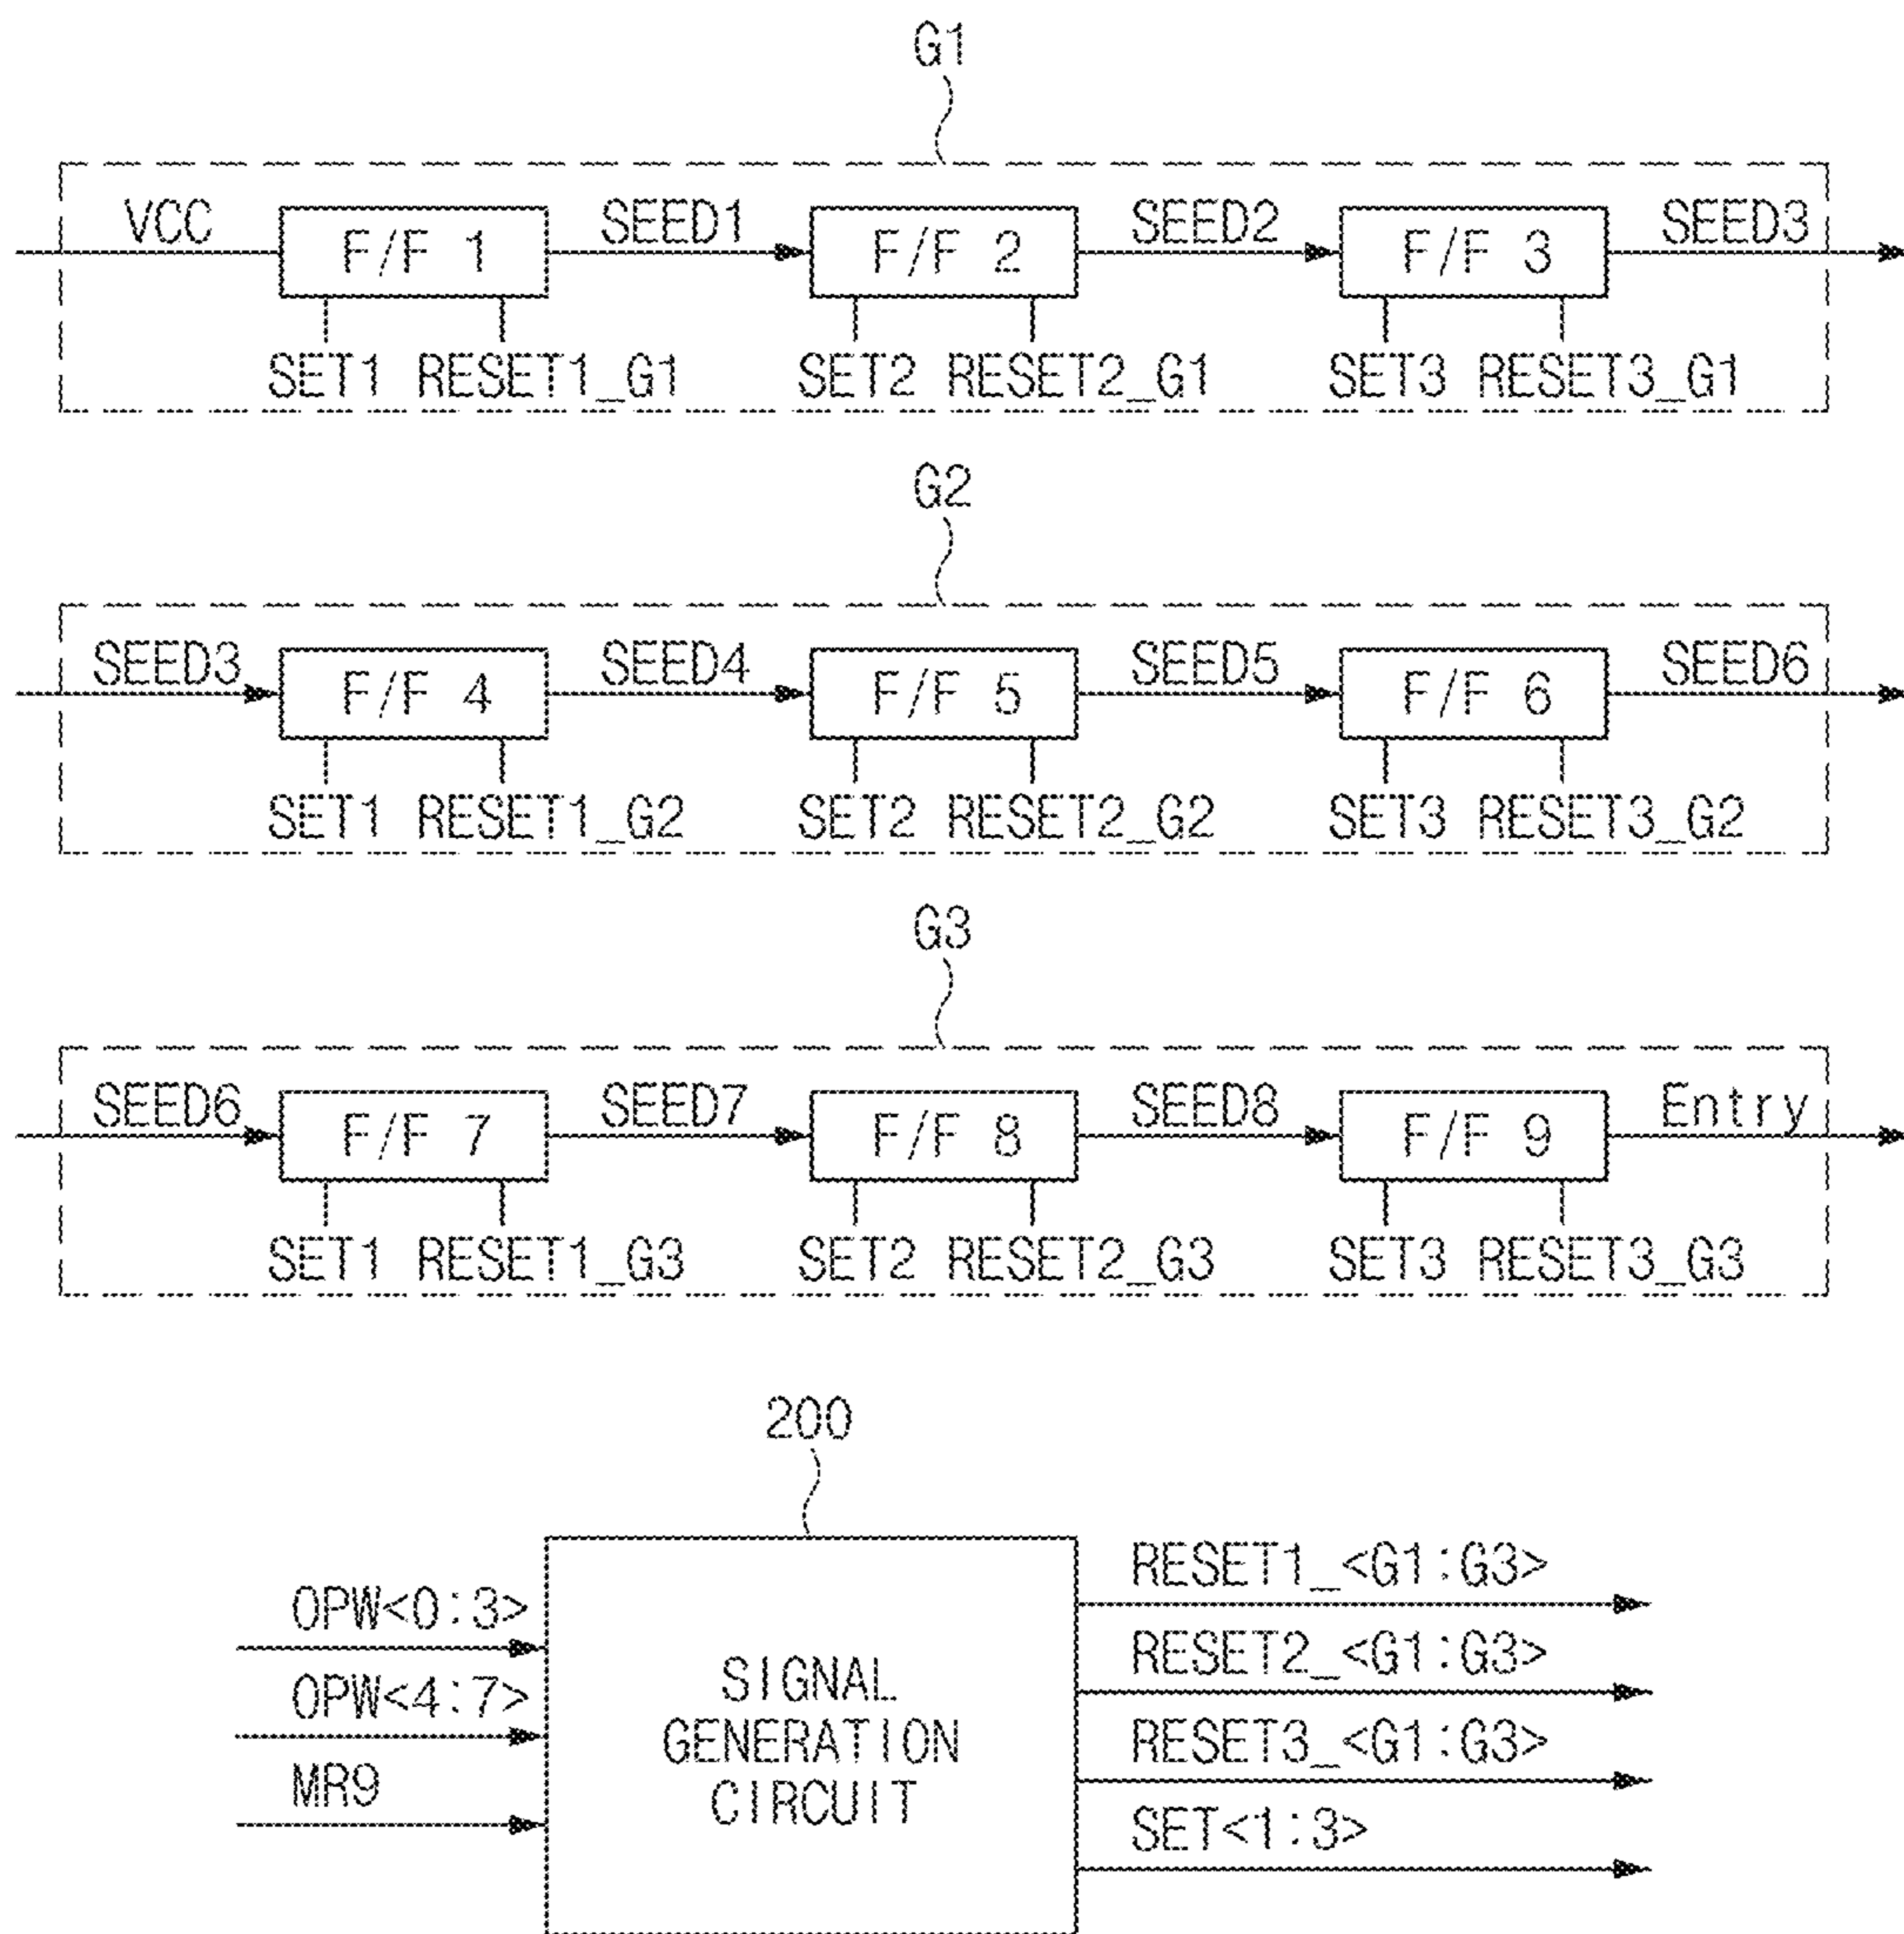 G1
VCC F/F 1 SEED1 F/F 2 SEED2 F/F 3 SEED3
SET1 RESET1_G1 SET2 RESET2_G1 SET3 RESET3_G1
G2
SEED3 F/F 4 SEED4 F/F 5 SEED5 F/F 6 SEED6
SET1 RESET1_G2 SET2 RESET2_G2 SET3 RESET3_G2
G3
SEED6 F/F 7 SEED7 F/F 8 SEED8 F/F 9 Entry
SET1 RESET1_G3 SET2 RESET2_G3 SET3 RESET3_G3
200
OPW<0:3>
OPW<4:7>
MR9
SIGNAL
GENERATION
CIRCUIT
RESET1_<G1:G3>
RESET2_<G1:G3>
RESET3_<G1:G3>
SET<1:3>